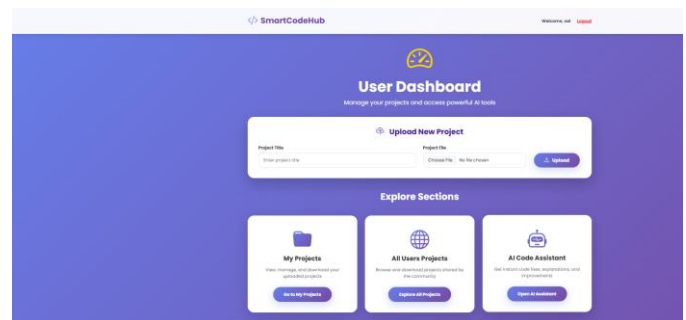 </> SmartCodeHub
Welcome, sai Logout
User Dashboard
Manage your projects and access powerful AI tools
Upload New Project
Project Title
Project File
Enter project title
Choose File No file chosen
Upload
Explore Sections
My Projects
View, manage, and download your
uploaded projects
Go to My Projects
All Users Projects
Browse and download projects shared by
the community
Explore All Projects
AI Code Assistant
Get instant code fixes, explanations, and
improvements
Open AI Assistant